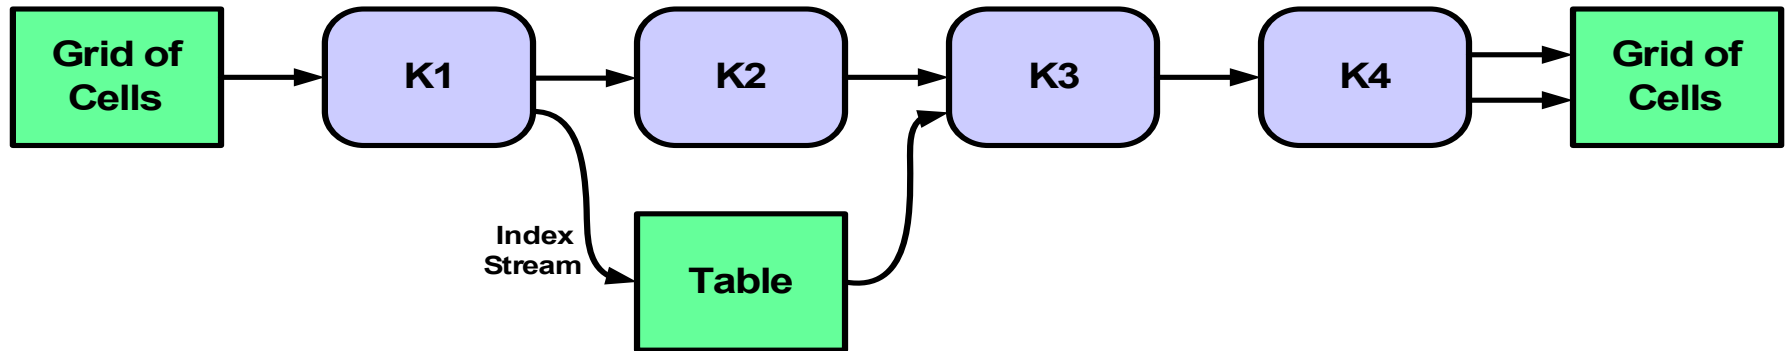 Grid of
Cells
K1
K2
K3
K4
Grid of
Cells
Index
Stream
Table